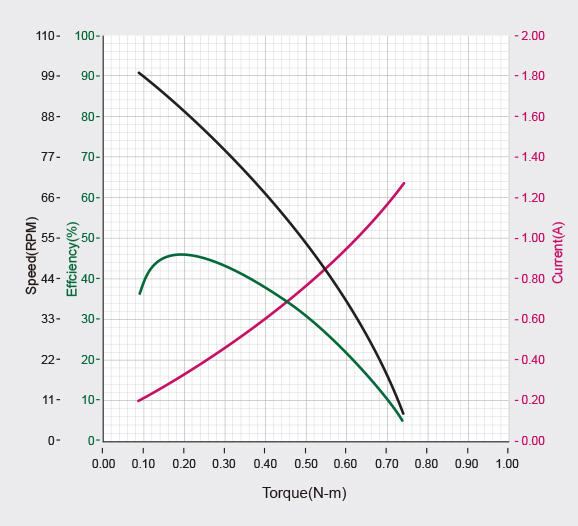 110- 100- - 2.00
99- 90- - 1.80
88- 80- - 1.60
77- 70- - 1.40
66- 60- - 1.20
55- 50- - 1.00
44- 40- - 0.80
33- 30- - 0.60
22- 20- - 0.40
11- 10- - 0.20
0- 0- - 0.00
Speed(RPM)
Effciency(%)
Current(A)
0.00 0.10 0.20 0.30 0.40 0.50 0.60 0.70 0.80 0.90 1.00
Torque(N-m)